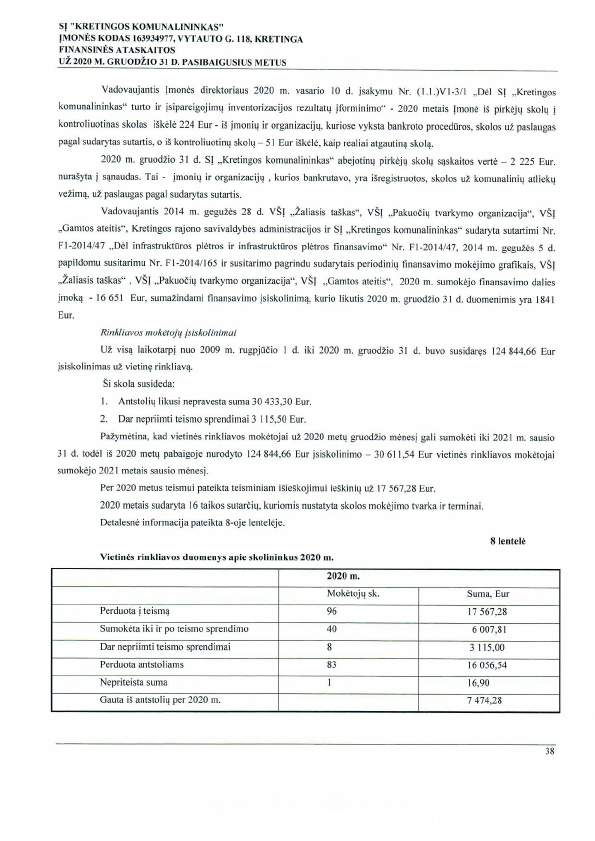 SĮ "KRETINGOS KOMUNALININKAS"
ĮMONĖS KODAS 163934977, VYTAUTO G. 118, KRETINGA
FINANSINĖS ATASKAITOS
UŽ 2020 M. GRUODŽIO 31 D. PASIBAIGUSIUS METUS
Vadovaujantis Įmonės direktoriaus 2020 m. vasario 10 d. įsakymu Nr. (1.1.)V1-3/1 „Dėl SĮ „Kretingos
komunalininkas“ turto ir įsipareigojimų inventorizacijos rezultatų įforminimo“ - 2020 metais Įmonė iš pirkėjų skolų į
kontroliuotinas skolas iškėlė 224 Eur - iš įmonių ir organizacijų, kuriose vyksta bankroto procedūros, skolos už paslaugas
pagal sudarytas sutartis, o iš kontroliuotinų skolų – 51 Eur iškėlė, kaip realiai atgautiną skolą.
2020 m. gruodžio 31 d. SĮ „Kretingos komunalininkas“ abejotinų pirkėjų skolų sąskaitos vertė – 2 225 Eur.
nurašyta į sąnaudas. Tai - įmonių ir organizacijų , kurios bankrutavo, yra išregistruotos, skolos už komunalinių atliekų
vežimą, už paslaugas pagal sudarytas sutartis.
Vadovaujantis 2014 m. gegužės 28 d. VŠĮ „Žaliasis taškas“, VŠĮ „Pakuočių tvarkymo organizacija“, VŠĮ
„Gamtos ateitis“, Kretingos rajono savivaldybės administracijos ir SĮ „Kretingos komunalininkas“ sudaryta sutartimi Nr.
F1-2014/47 „Dėl infrastruktūros plėtros ir infrastruktūros plėtros finansavimo“ Nr. F1-2014/47, 2014 m. gegužės 5 d.
papildomu susitarimu Nr. F1-2014/165 ir susitarimo pagrindu sudarytais periodinių finansavimo mokėjimo grafikais, VŠĮ
„Žaliasis taškas“ , VŠĮ „Pakuočių tvarkymo organizacija“, VŠĮ „Gamtos ateitis“, 2020 m. sumokėjo finansavimo dalies
įmoką - 16 651 Eur, sumažindami finansavimo įsiskolinimą, kurio likutis 2020 m. gruodžio 31 d. duomenimis yra 1841
Eur.
Rinkliavos mokėtojų įsiskolinimai
Už visą laikotarpį nuo 2009 m. rugpjūčio 1 d. iki 2020 m. gruodžio 31 d. buvo susidaręs 124 844,66 Eur
įsiskolinimas už vietinę rinkliavą.
Ši skola susideda:
1. Antstolių likusi nepravesta suma 30 433,30 Eur.
2. Dar nepriimti teismo sprendimai 3 115,50 Eur.
Pažymėtina, kad vietinės rinkliavos mokėtojai už 2020 metų gruodžio mėnesį gali sumokėti iki 2021 m. sausio
31 d. todėl iš 2020 metų pabaigoje nurodyto 124 844,66 Eur įsiskolinimo – 30 611,54 Eur vietinės rinkliavos mokėtojai
sumokėjo 2021 metais sausio mėnesį.
Per 2020 metus teismui pateikta teisminiam išieškojimui ieškinių už 17 567,28 Eur.
2020 metais sudaryta 16 taikos sutarčių, kuriomis nustatyta skolos mokėjimo tvarka ir terminai.
Detalesnė informacija pateikta 8-oje lentelėje.
8 lentelė
Vietinės rinkliavos duomenys apie skolininkus 2020 m.
2020 m.
Mokėtojų sk. Suma, Eur
Perduota į teismą 96 17 567,28
Sumokėta iki ir po teismo sprendimo 40 6 007,81
Dar nepriimti teismo sprendimai 8 3 115,00
Perduota antstoliams 83 16 056,54
Nepriteista suma 1 16,90
Gauta iš antstolių per 2020 m. 7 474,28
38